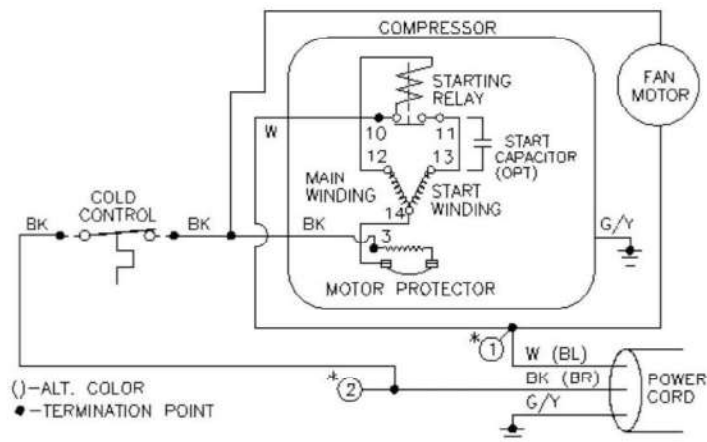 COMPRESSOR
FAN
MOTOR
STARTING
RELAY
W
10
11
START
CAPACITOR
(OPT)
12
13
MAIN
WINDING
START
WINDING
14
COLD
CONTROL
BK
BK
BK
3
G/Y
MOTOR PROTECTOR
*1
W (BL)
*2
BK (BR)
POWER
CORD
G/Y
()-ALT. COLOR
●-TERMINATION POINT